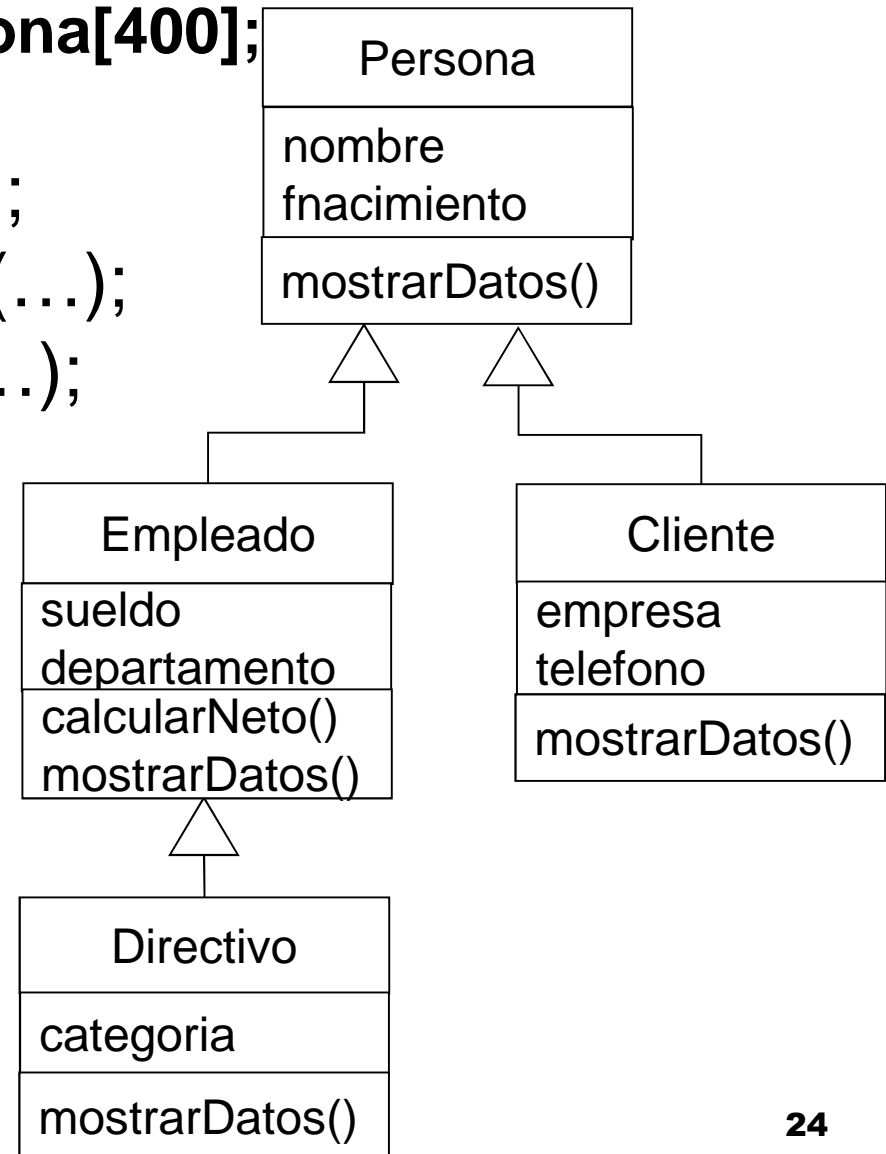 ona[400];
;
(…);
..);
Persona
nombre
fnacimiento
mostrarDatos()
Empleado
sueldo
departamento
calcularNeto()
mostrarDatos()
Cliente
empresa
telefono
mostrarDatos()
Directivo
categoria
mostrarDatos()
24